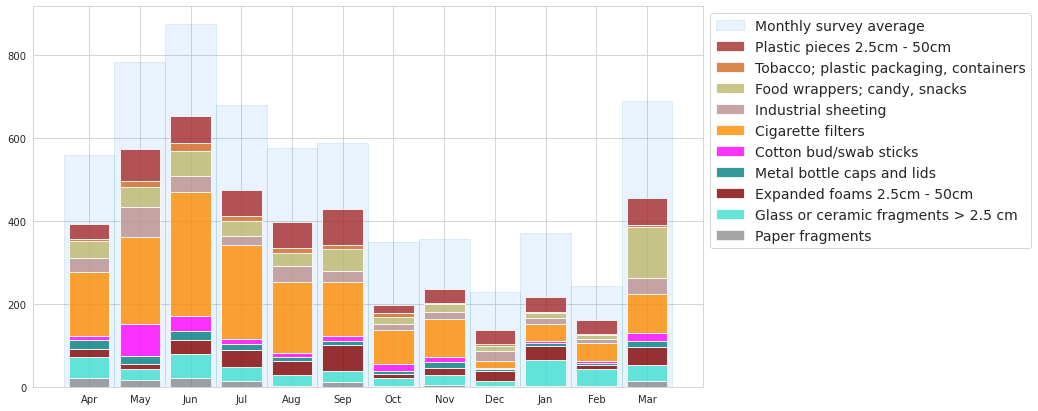 800
600
400
200
0
Apr May Jun Jul Aug Sep Oct Nov Dec Jan Feb Mar
Monthly survey average
Plastic pieces 2.5cm - 50cm
Tobacco; plastic packaging, containers
Food wrappers; candy, snacks
Industrial sheeting
Cigarette filters
Cotton bud/swab sticks
Metal bottle caps and lids
Expanded foams 2.5cm - 50cm
Glass or ceramic fragments > 2.5 cm
Paper fragments